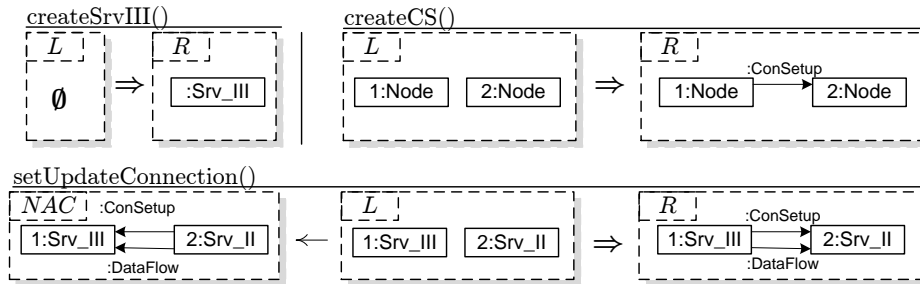 createSrvIII()
L
∅
⇒
R
:Srv_III
createCS()
L
1:Node
2:Node
⇒
R
:ConSetup
1:Node
2:Node
setUpdateConnection()
NAC
:ConSetup
1:Srv_III
2:Srv_II
:DataFlow
←
L
1:Srv_III
2:Srv_II
⇒
R
:ConSetup
1:Srv_III
2:Srv_II
:DataFlow